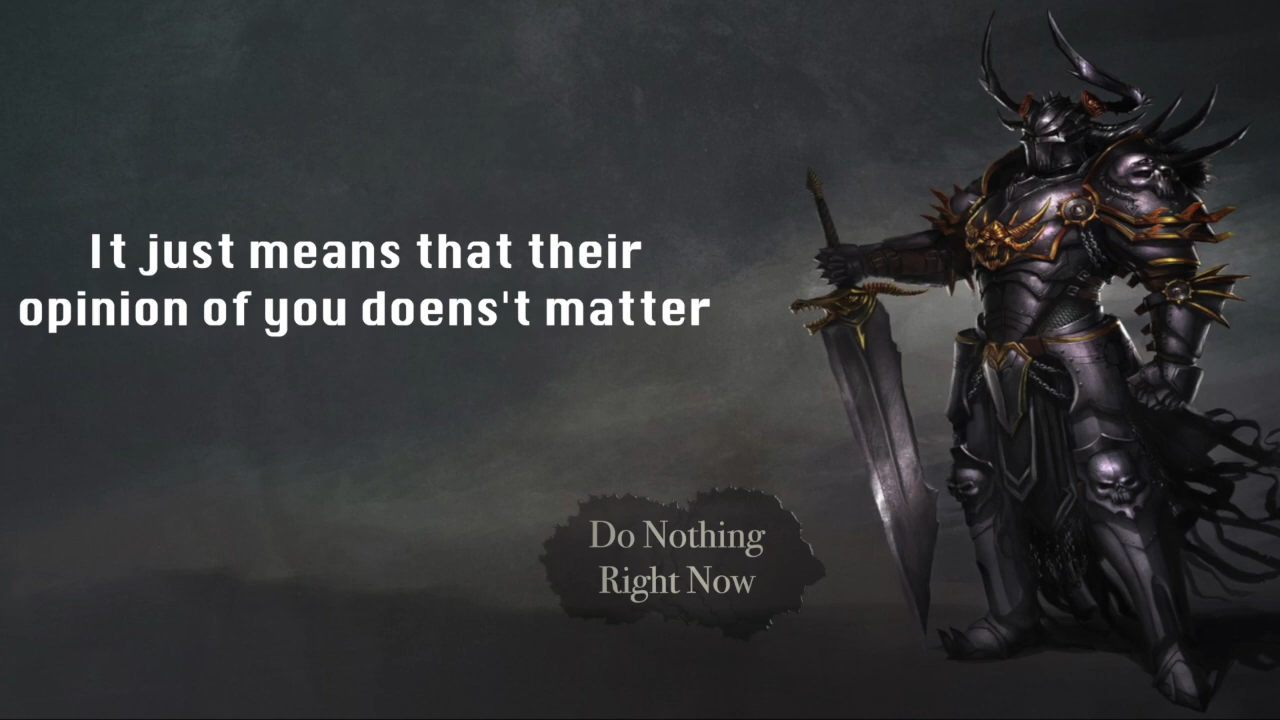 It just means that their
opinion of you doens't matter
Do Nothing
Right Now